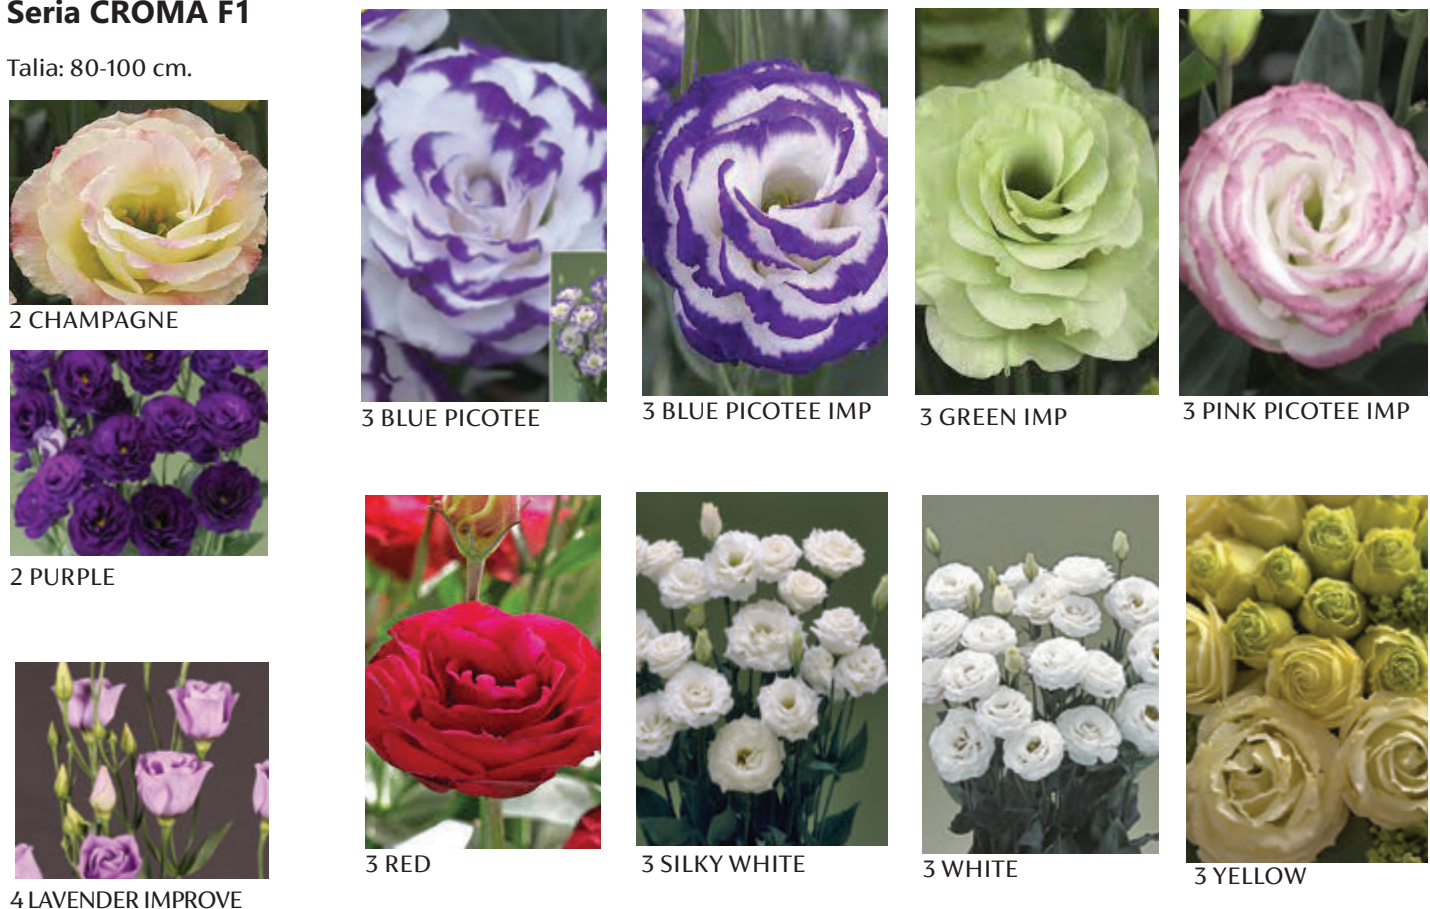 Seria CROMA F1
Talia: 80-100 cm.
2 CHAMPAGNE
2 PURPLE
4 LAVENDER IMPROVE
3 BLUE PICOTEE
3 BLUE PICOTEE IMP
3 GREEN IMP
3 PINK PICOTEE IMP
3 RED
3 SILKY WHITE
3 WHITE
3 YELLOW